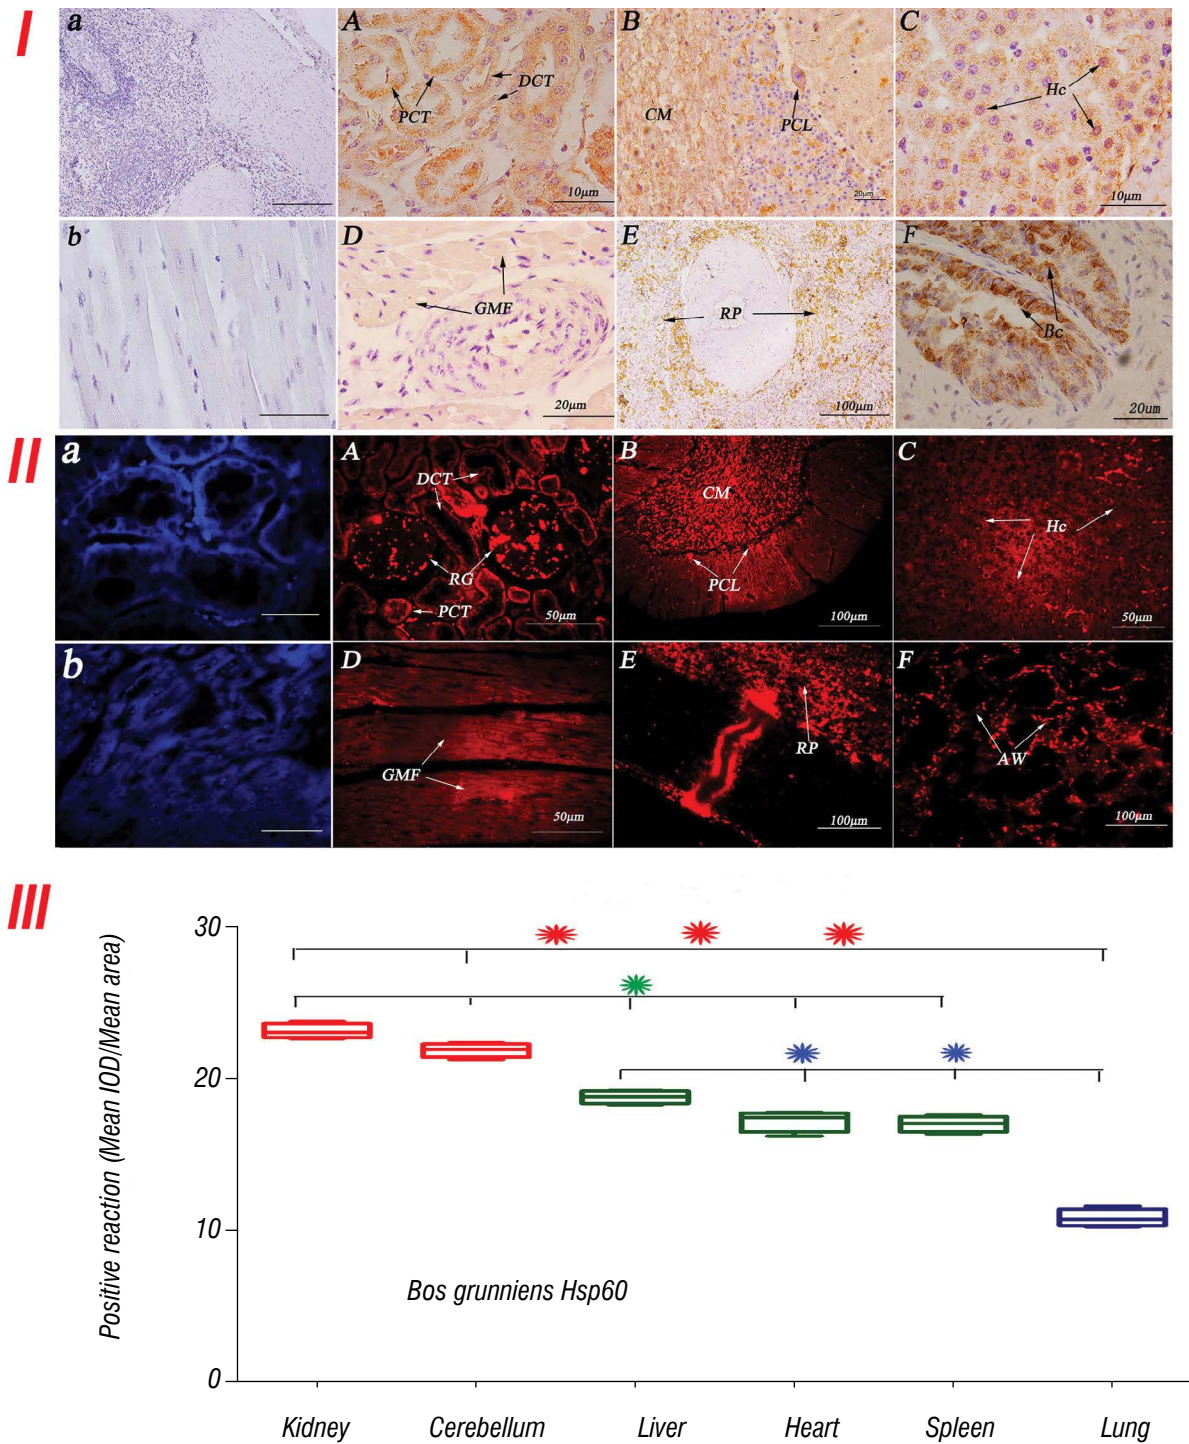 I
a
A
DCT
PCT
10µm
B
CM
PCL
20µm
C
Hc
10µm
b
D
GMF
20µm
E
RP
100µm
F
Bc
20um
II
a
A
DCT
RG
PCT
50µm
B
CM
PCL
100µm
C
Hc
50µm
b
D
GMF
50µm
E
RP
100µm
F
AW
100µm
III
Positive reaction (Mean IOD/Mean area)
30
20
10
0
Bos grunniens Hsp60
Kidney
Cerebellum
Liver
Heart
Spleen
Lung